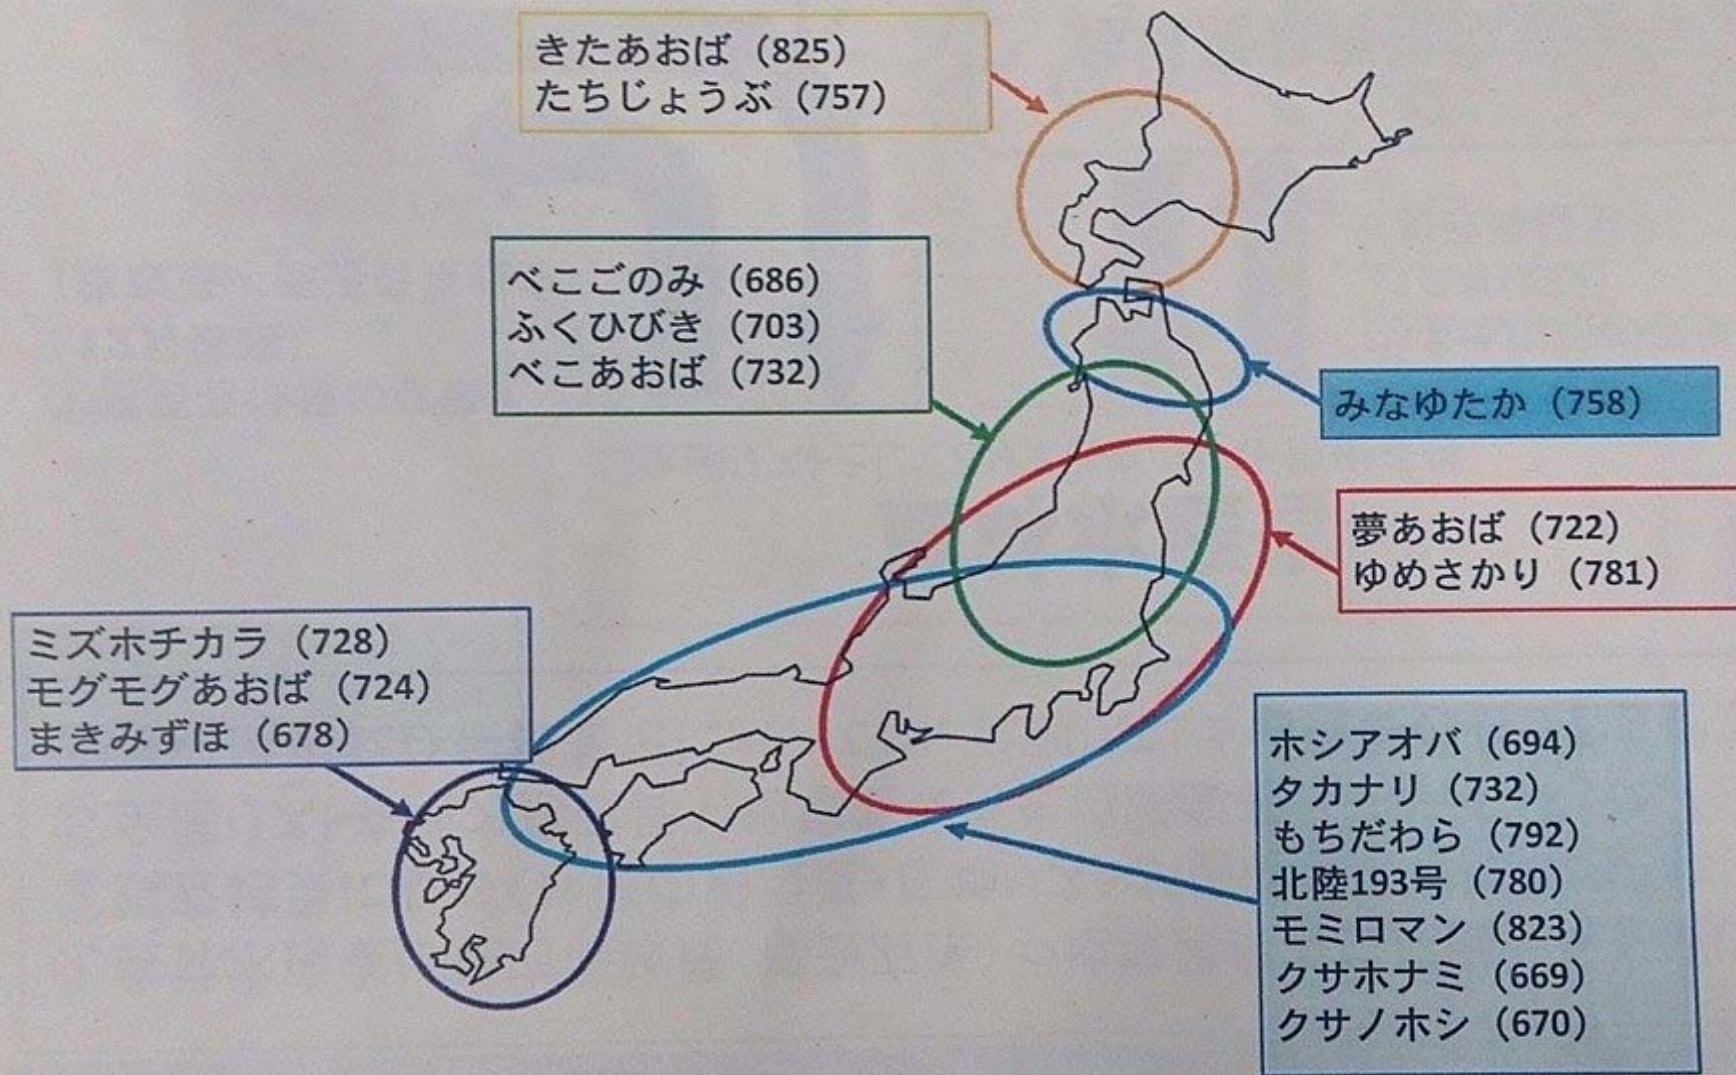 きたあおば（825）
たちじょうぶ（757）
べこごのみ（686）
ふくひびき（703）
べこあおば（732）
みなゆたか（758）
夢あおば（722）
ゆめさかり（781）
ミズホチカラ（728）
モグモグあおば（724）
まきみずほ（678）
ホシアオバ（694）
タカナリ（732）
もちだわら（792）
北陸193号（780）
モミロマン（823）
クサホナミ（669）
クサノホシ（670）